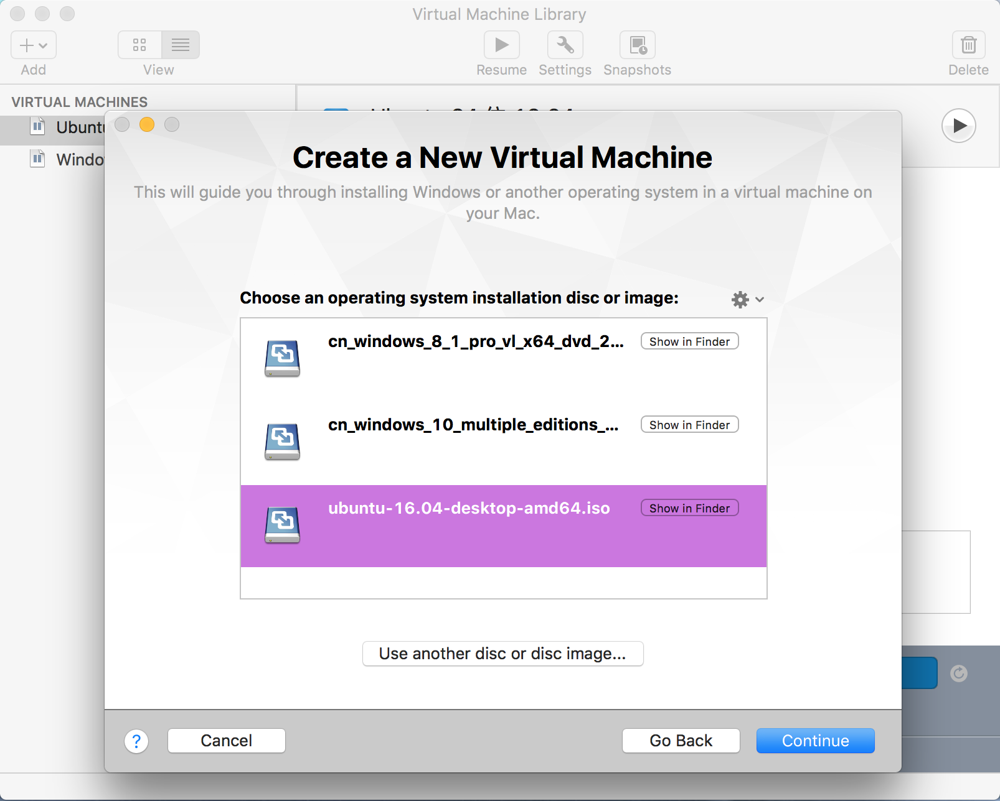 Virtual Machine Library
Add
View
Resume
Settings
Snapshots
Delete
VIRTUAL MACHINES
Ubuntu
Windo
Create a New Virtual Machine
This will guide you through installing Windows or another operating system in a virtual machine on
your Mac.
Choose an operating system installation disc or image:
cn_windows_8_1_pro_vl_x64_dvd_2... Show in Finder
cn_windows_10_multiple_editions_... Show in Finder
ubuntu-16.04-desktop-amd64.iso Show in Finder
Use another disc or disc image...
?
Cancel
Go Back
Continue